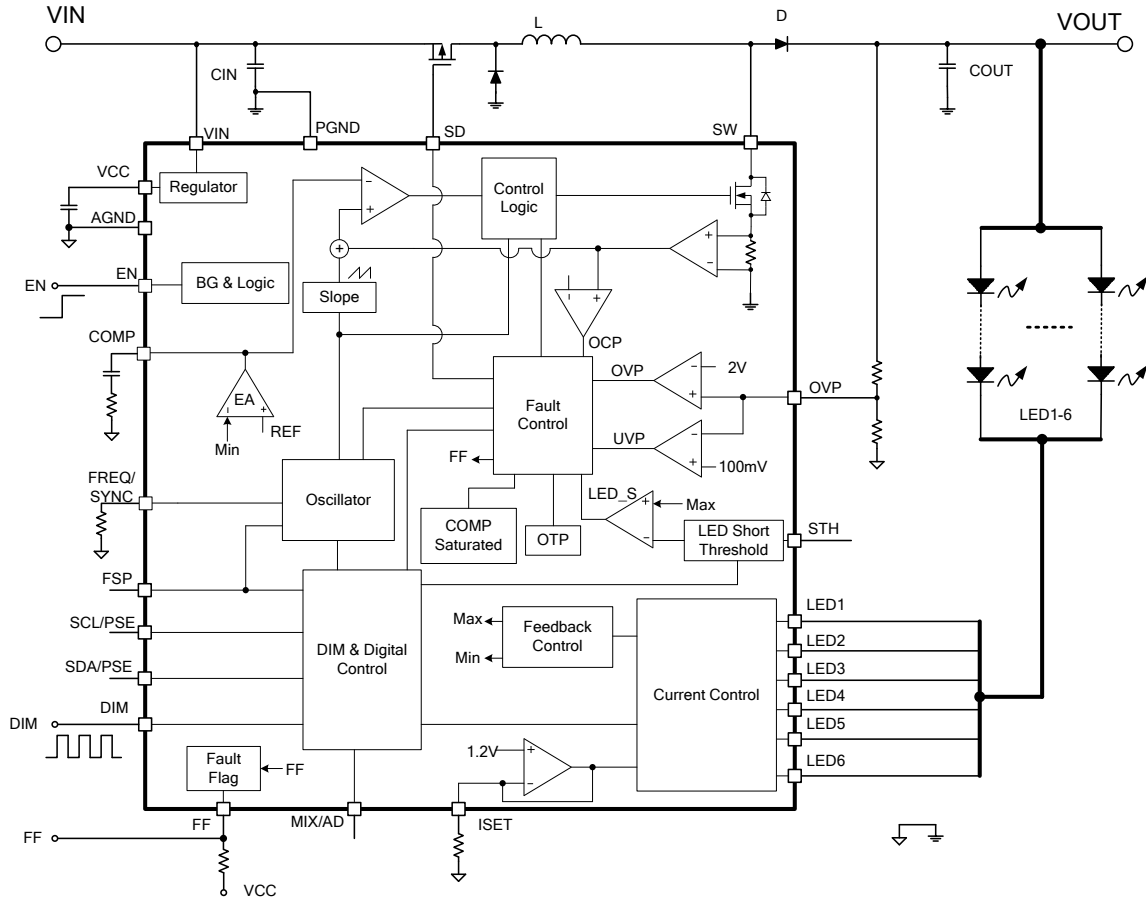 VIN
L
D
VOUT
CIN
COUT
VIN
PGND
SD
SW
VCC
Regulator
AGND
Control
Logic
−
+
+
+
−
EN
EN
BG & Logic
Slope
−
+
OCP
COMP
EA
−
+
REF
Min
OVP
−
+
2V
OVP
Fault
Control
UVP
−
+
100mV
FF
LED1-6
FREQ/
SYNC
Oscillator
LED_S
+
−
Max
COMP
Saturated
OTP
LED Short
Threshold
STH
FSP
SCL/PSE
SDA/PSE
DIM & Digital
Control
Max
Min
Feedback
Control
Current Control
LED1
LED2
LED3
LED4
LED5
LED6
DIM
DIM
Fault
Flag
FF
1.2V
+
−
FF
MIX/AD
ISET
FF
VCC